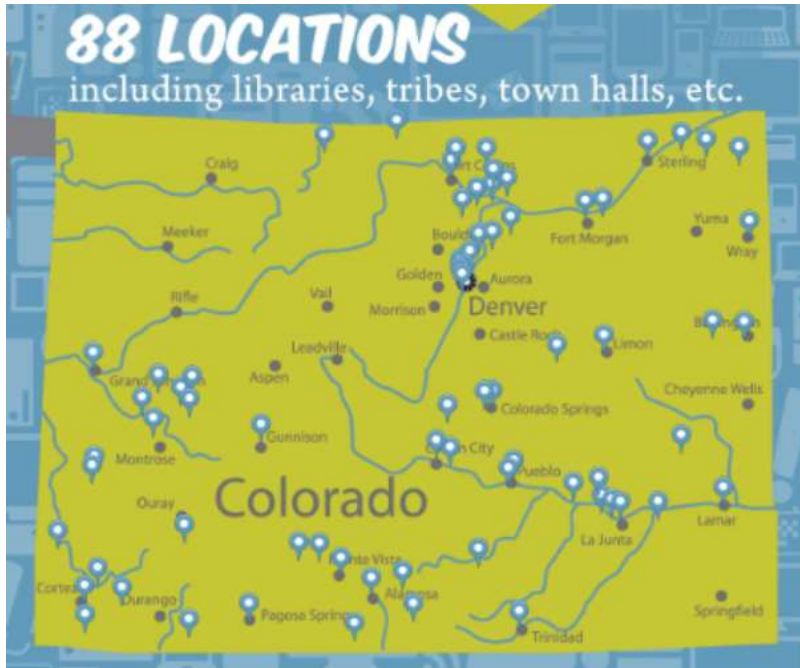 88 LOCATIONS
including libraries, tribes, town halls, etc.
Craig
Sterling
Meeker
Fort Morgan
Yuma
Wray
Golden
Aurora
Rifle
Vail
Morrison
Denver
Castle Rock
Limon
Leadville
Aspen
Cheyenne Wells
Colorado Springs
Gunnison
Montrose
Pueblo
Colorado
Ouray
Lamar
La Junta
Cortez
Durango
Alamosa
Pagosa Springs
Springfield
Trinidad